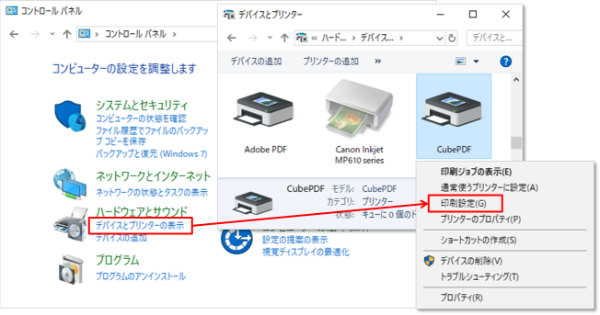 コントロール パネル
コントロール パネル
コンピューターの設定を調整します
システムとセキュリティ
コンピューターの状態を確認
ファイル履歴でファイルのバックアッ
プ コピーを保存
バックアップと復元 (Windows 7)
ネットワークとインターネット
ネットワークの状態とタスクの表示
ハードウェアとサウンド
デバイスとプリンターの表示
デバイスの追加
プログラム
プログラムのアンインストール
設定の提案の表示
視覚ディスプレイの最適化
デバイスとプリンター
« ハード... デバイス...
デバイスと...
デバイスの追加 プリンターの追加 »
Adobe PDF
Canon Inkjet
MP610 series
CubePDF
CubePDF モデル: CubePDF
カテゴリ: プリンター
状態: キューに 0 個のド
印刷ジョブの表示(E)
通常使うプリンターに設定(A)
印刷設定(G)
プリンターのプロパティ(P)
ショートカットの作成(S)
デバイスの削除(V)
トラブルシューティング(T)
プロパティ(R)